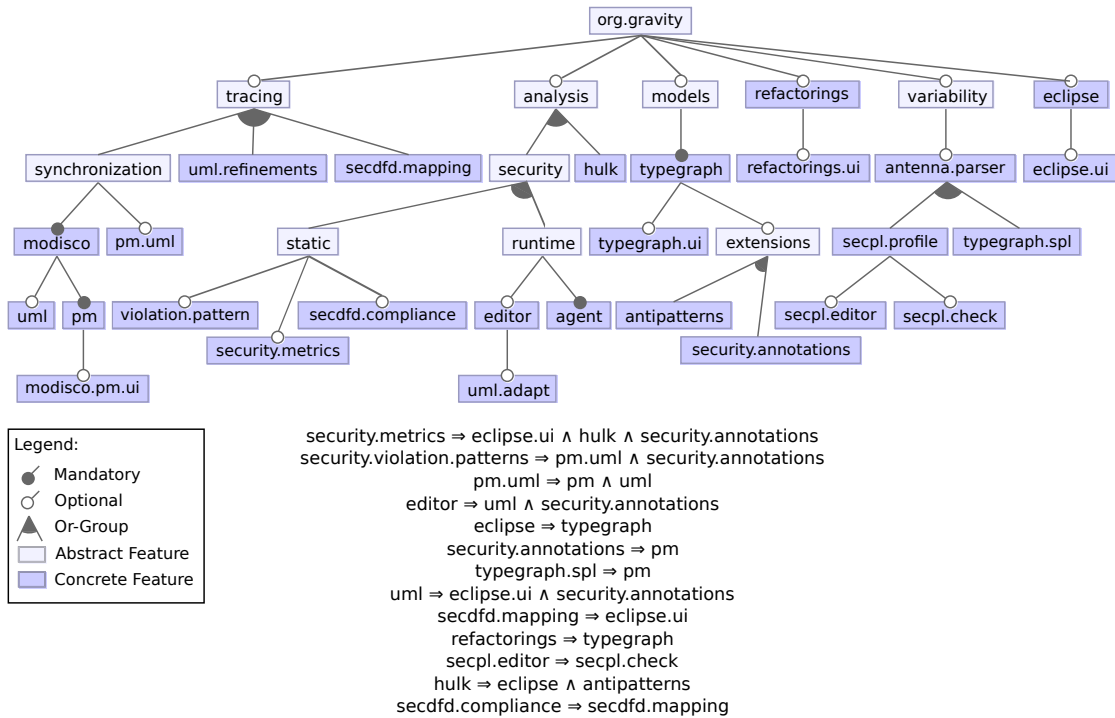 org.gravity
tracing
analysis
models
refactorings
variability
eclipse
synchronization
uml.refinements
secdfd.mapping
security
hulk
typegraph
refactorings.ui
antenna.parser
eclipse.ui
modisco
pm.uml
static
runtime
typegraph.ui
extensions
secpl.profile
typegraph.spl
uml
pm
violation.pattern
secdfd.compliance
editor
agent
antipatterns
secpl.editor
secpl.check
security.metrics
security.annotations
modisco.pm.ui
uml.adapt
Legend:
Mandatory
Optional
Or-Group
Abstract Feature
Concrete Feature
security.metrics ⇒ eclipse.ui ∧ hulk ∧ security.annotations
security.violation.patterns ⇒ pm.uml ∧ security.annotations
pm.uml ⇒ pm ∧ uml
editor ⇒ uml ∧ security.annotations
eclipse ⇒ typegraph
security.annotations ⇒ pm
typegraph.spl ⇒ pm
uml ⇒ eclipse.ui ∧ security.annotations
secdfd.mapping ⇒ eclipse.ui
refactorings ⇒ typegraph
secpl.editor ⇒ secpl.check
hulk ⇒ eclipse ∧ antipatterns
secdfd.compliance ⇒ secdfd.mapping